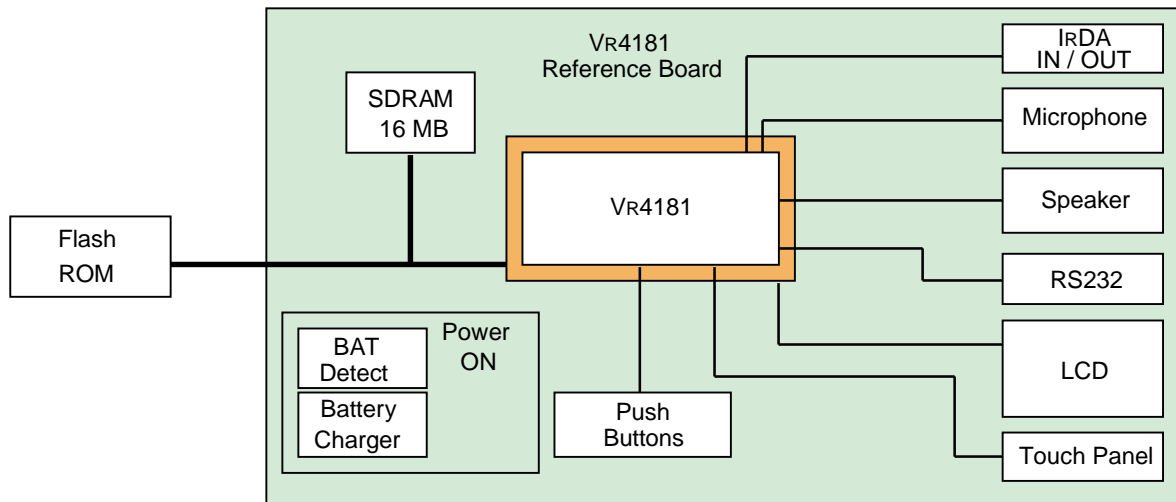 VR4181
Reference Board
SDRAM
16 MB
Flash
ROM
VR4181
BAT
Detect
Battery
Charger
Power
ON
Push
Buttons
IRDA
IN / OUT
Microphone
Speaker
RS232
LCD
Touch Panel